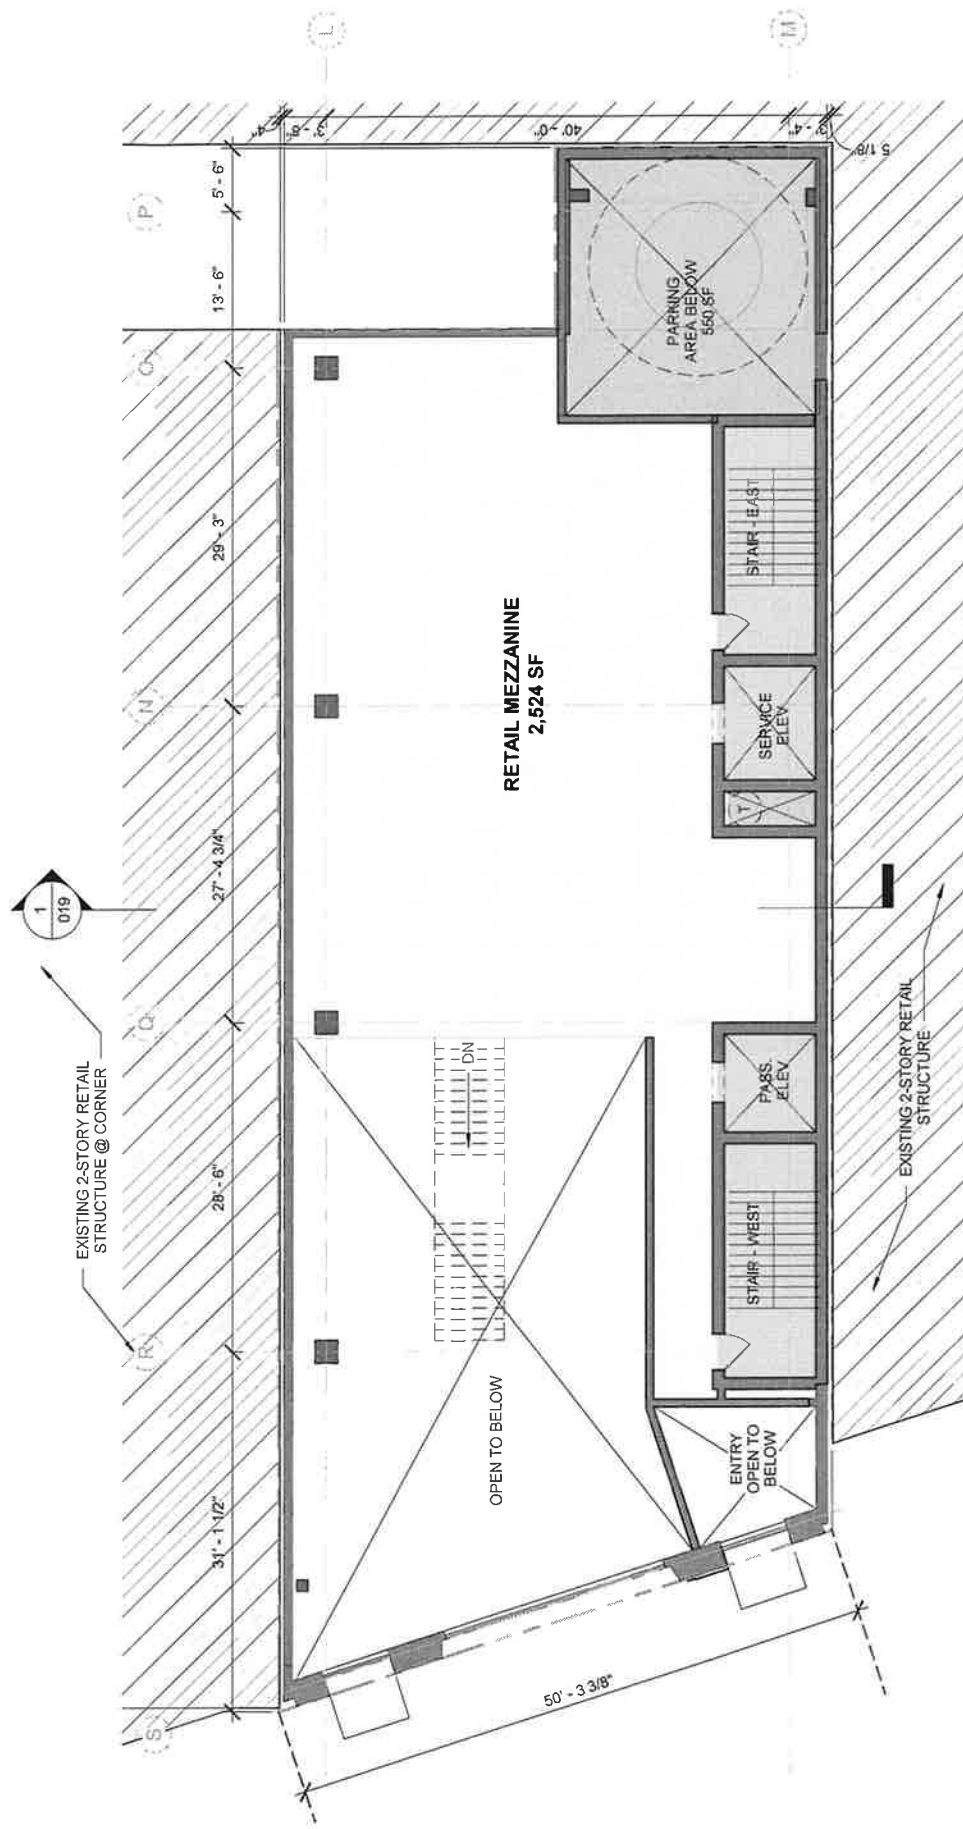 L
M
4"
3' - 8"
40' - 0"
3' - 4"
5 1/8"
P
5' - 6"
13' - 6"
O
29' - 3"
N
27' - 4 3/4"
Q
28' - 6"
R
31' - 1 1/2"
S
1
019
EXISTING 2-STORY RETAIL
STRUCTURE @ CORNER
PARKING
AREA BELOW
550 SF
STAIR - EAST
RETAIL MEZZANINE
2,524 SF
SERVICE
ELEV
T
DN
PASS.
ELEV
STAIR - WEST
OPEN TO BELOW
ENTRY
OPEN TO
BELOW
EXISTING 2-STORY RETAIL
STRUCTURE
50' - 3 3/8"